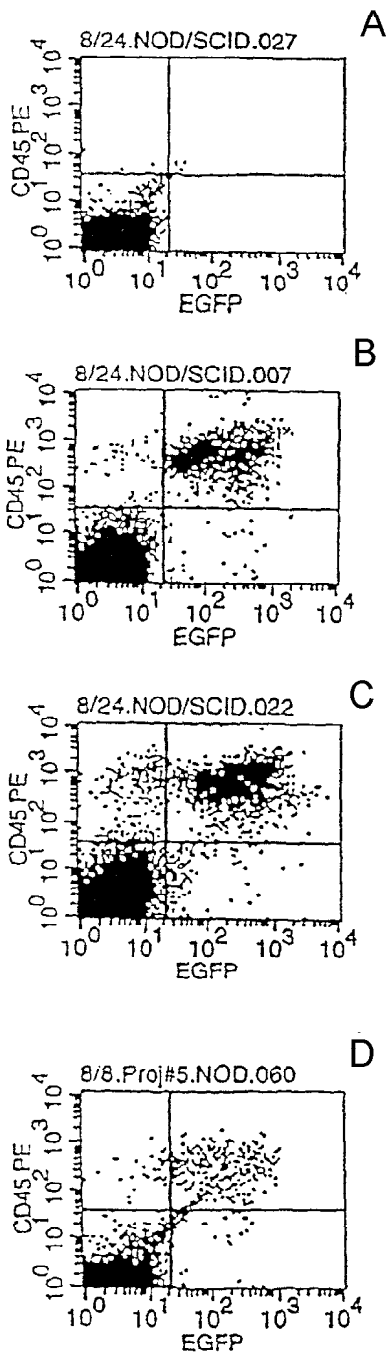 A
8/24.NOD/SCID.027
CD45 PE
10^0 10^1 10^2 10^3 10^4
10^0 10^1 10^2 10^3 10^4
EGFP
B
8/24.NOD/SCID.007
CD45 PE
10^0 10^1 10^2 10^3 10^4
10^0 10^1 10^2 10^3 10^4
EGFP
C
8/24.NOD/SCID.022
CD45 PE
10^0 10^1 10^2 10^3 10^4
10^0 10^1 10^2 10^3 10^4
EGFP
D
8/8.Proj#5.NOD.060
CD45 PE
10^0 10^1 10^2 10^3 10^4
10^0 10^1 10^2 10^3 10^4
EGFP